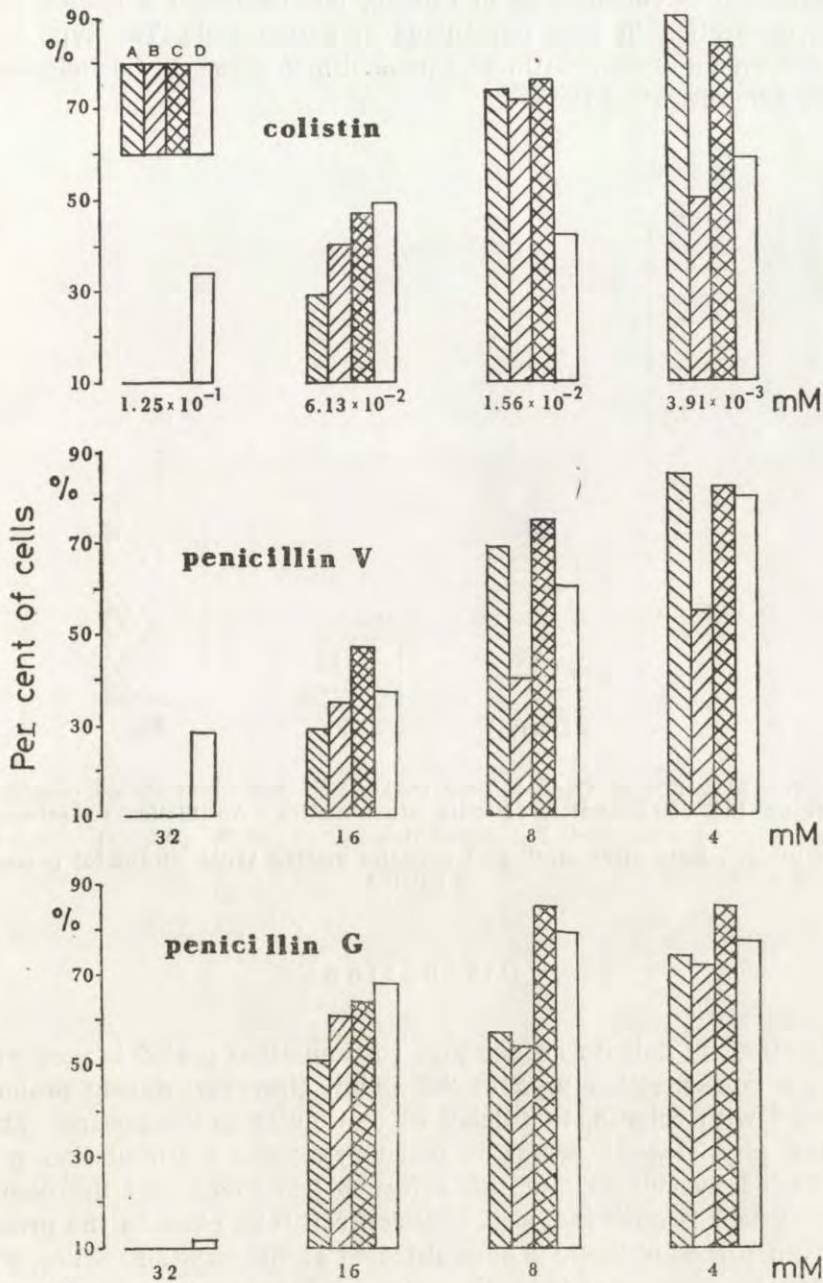 90
%
A B C D
70
colistin
50
30
10
1.25 × 10⁻¹ 6.13 × 10⁻² 1.56 × 10⁻² 3.91 × 10⁻³ mM
Per cent of cells
90
%
70
penicillin V
50
30
10
32 16 8 4 mM
90
%
penicillin G
70
50
30
10
32 16 8 4 mM